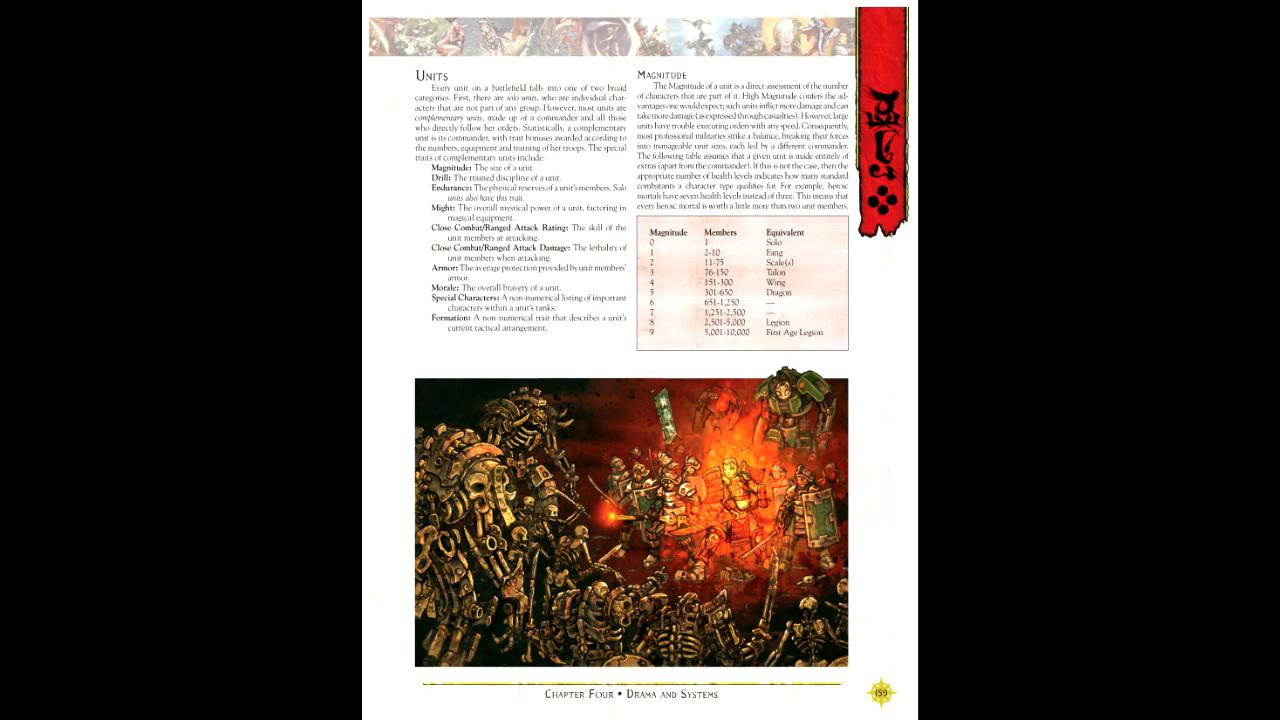 UNITS
Every unit on a battlefield falls into one of two broad
categories. First, there are solo units, who are individual char-
acters that are not part of any group. However, most units are
complementary units, made up of a commander and all those
who directly follow her orders. Statistically, a complementary
unit is its commander, with trait bonuses awarded according to
the numbers, equipment and training of her troops. The special
traits of complementary units include:
Magnitude: The size of a unit.
Drill: The trained discipline of a unit.
Endurance: The physical reserves of a unit's members. Solo
units also have this trait.
Might: The overall mystical power of a unit, factoring in
magical equipment.
Close Combat/Ranged Attack Rating: The skill of the
unit members at attacking.
Close Combat/Ranged Attack Damage: The lethality of
unit members when attacking.
Armor: The average protection provided by unit members'
armor.
Morale: The overall bravery of a unit.
Special Characters: A non-numerical listing of important
characters within a unit's ranks.
Formation: A non-numerical trait that describes a unit's
current tactical arrangement.
MAGNITUDE
The Magnitude of a unit is a direct assessment of the number
of characters that are part of it. High Magnitude confers the ad-
vantages one would expect; such units inflict more damage and can
take more damage (as expressed through casualties). However, large
units have trouble executing orders with any speed. Consequently,
most professional militaries strike a balance, breaking their forces
into manageable unit sizes, each led by a different commander.
The following table assumes that a given unit is made entirely of
extras (apart from the commander). If this is not the case, then the
appropriate number of health levels indicates how many standard
combatants a character type qualifies for. For example, heroic
mortals have seven health levels instead of three. This means that
every heroic mortal is worth a little more than two unit members.
Magnitude Members Equivalent
0 1 Solo
1 2-10 Fang
2 11-75 Scale(s)
3 76-150 Talon
4 151-300 Wing
5 301-650 Dragon
6 651-1,250 —
7 1,251-2,500 —
8 2,501-5,000 Legion
9 5,001-10,000 First Age Legion
CHAPTER FOUR • DRAMA AND SYSTEMS
159